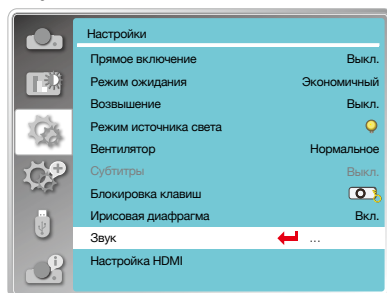 Настройки
Прямое включение Выкл.
Режим ожидания Экономичный
Возвышение Выкл.
Режим источника света
Вентилятор Нормальное
Субтитры Выкл.
Блокировка клавиш
Ирисовая диафрагма Вкл.
Звук ...
Настройка HDMI